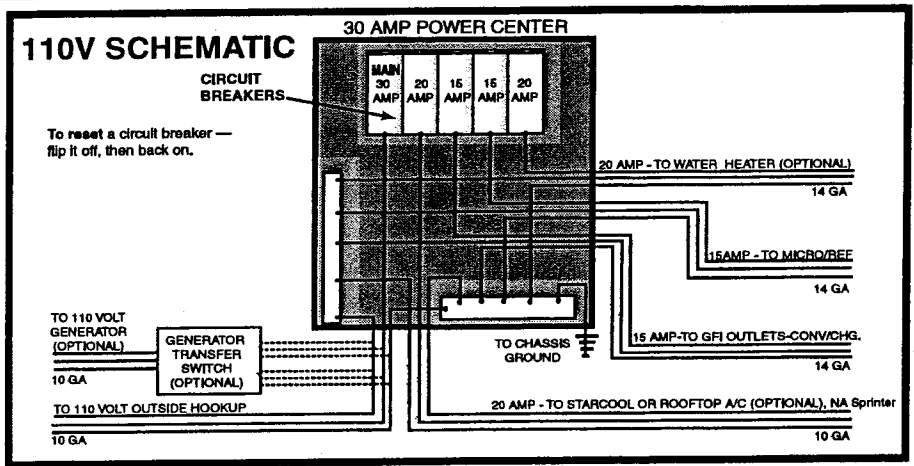 30 AMP POWER CENTER
110V SCHEMATIC
CIRCUIT
BREAKERS
MAIN
30
AMP
20
AMP
15
AMP
15
AMP
20
AMP
To reset a circuit breaker —
flip it off, then back on.
20 AMP - TO WATER HEATER (OPTIONAL)
14 GA
15AMP - TO MICRO/REF
14 GA
TO 110 VOLT
GENERATOR
(OPTIONAL)
10 GA
GENERATOR
TRANSFER
SWITCH
(OPTIONAL)
TO CHASSIS
GROUND
15 AMP-TO GFI OUTLETS-CONV/CHG.
14 GA
TO 110 VOLT OUTSIDE HOOKUP
10 GA
20 AMP - TO STARCOOL OR ROOFTOP A/C (OPTIONAL), NA Sprinter
10 GA